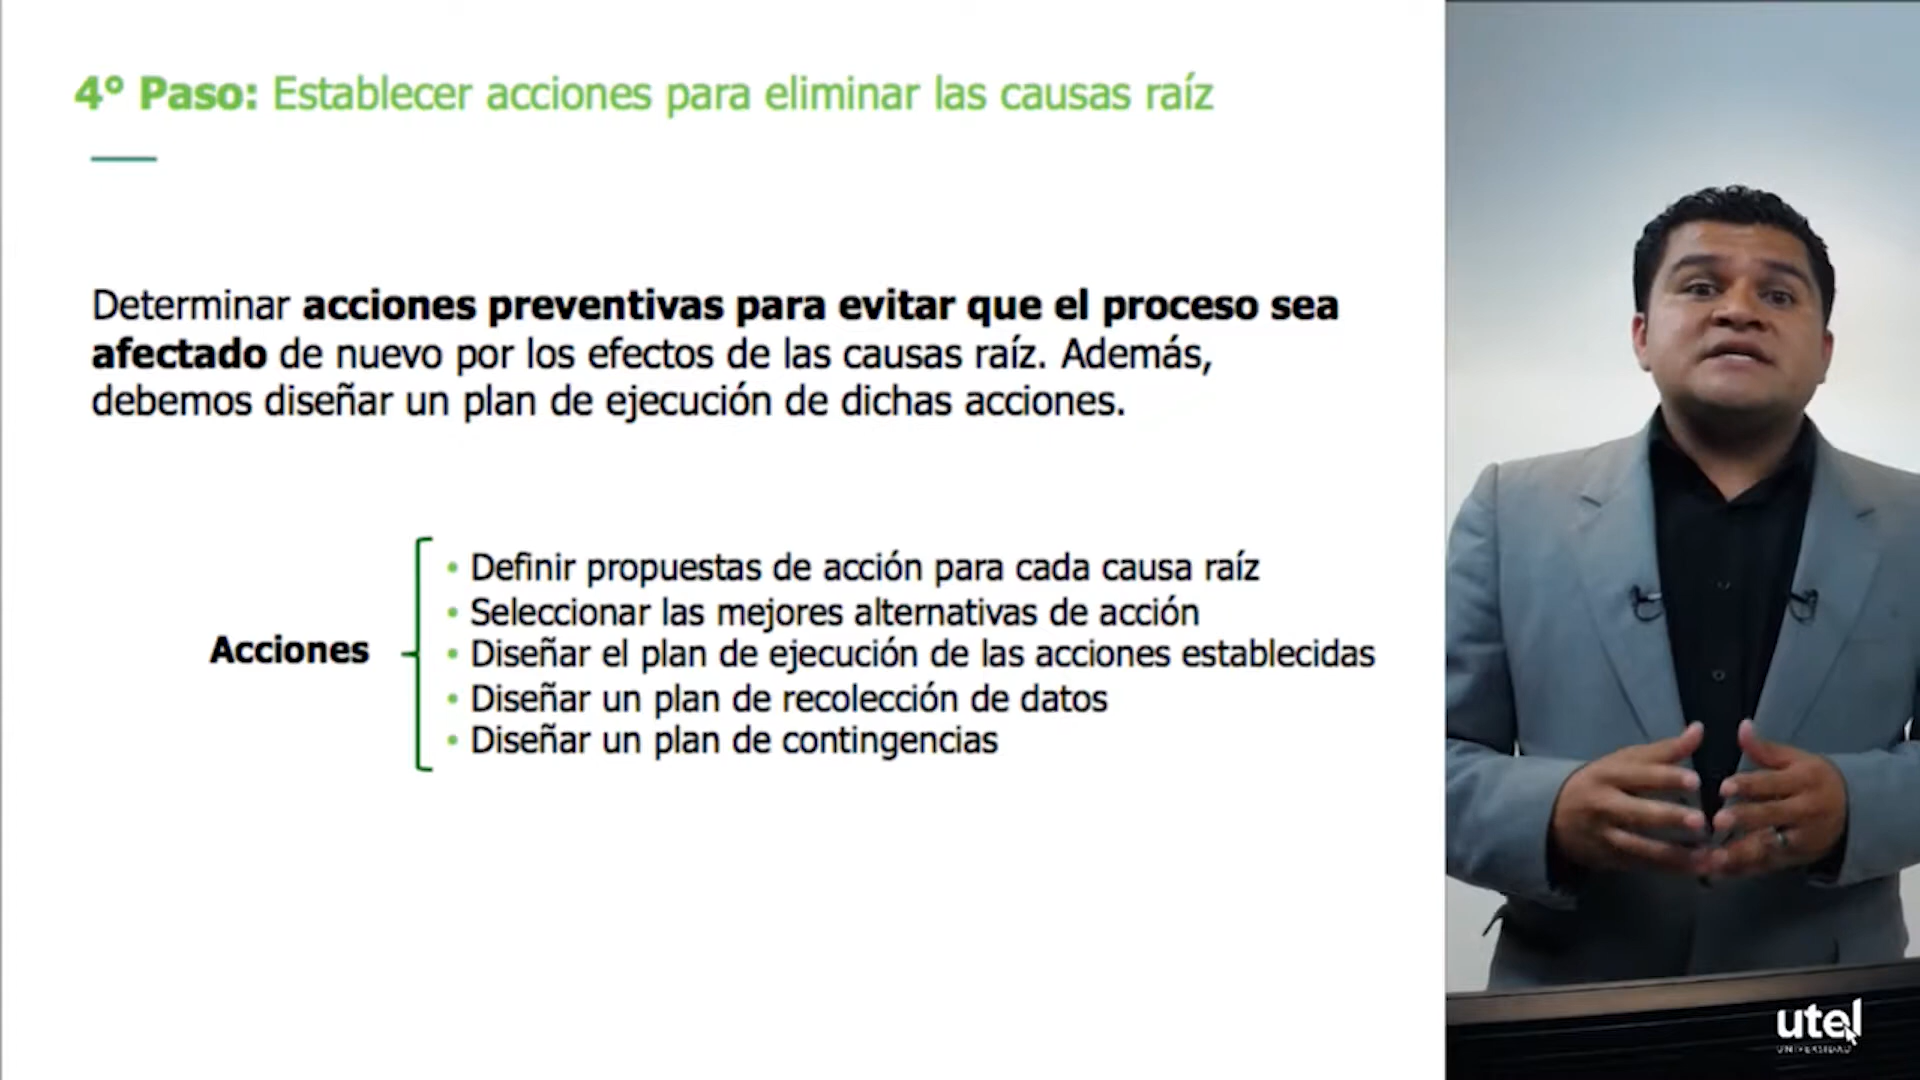 4° Paso: Establecer acciones para eliminar las causas raíz
Determinar acciones preventivas para evitar que el proceso sea
afectado de nuevo por los efectos de las causas raíz. Además,
debemos diseñar un plan de ejecución de dichas acciones.
Acciones
• Definir propuestas de acción para cada causa raíz
• Seleccionar las mejores alternativas de acción
• Diseñar el plan de ejecución de las acciones establecidas
• Diseñar un plan de recolección de datos
• Diseñar un plan de contingencias
utel
UNIVERSIDAD